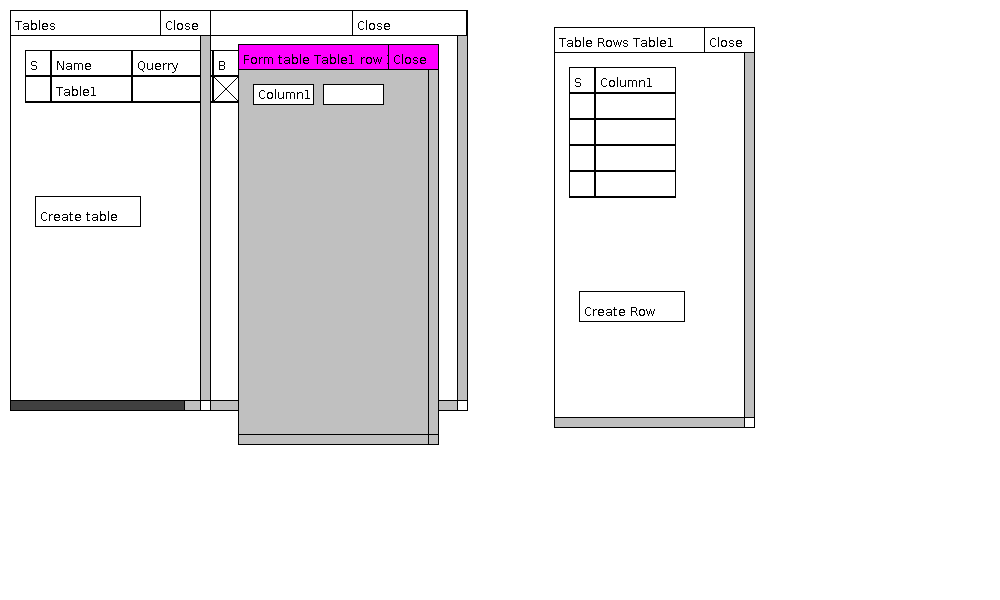 Tables Close Close
S Name Querry B
Table1
Create table
Form table Table1 row Close
Column1
Table Rows Table1 Close
S Column1
Create Row